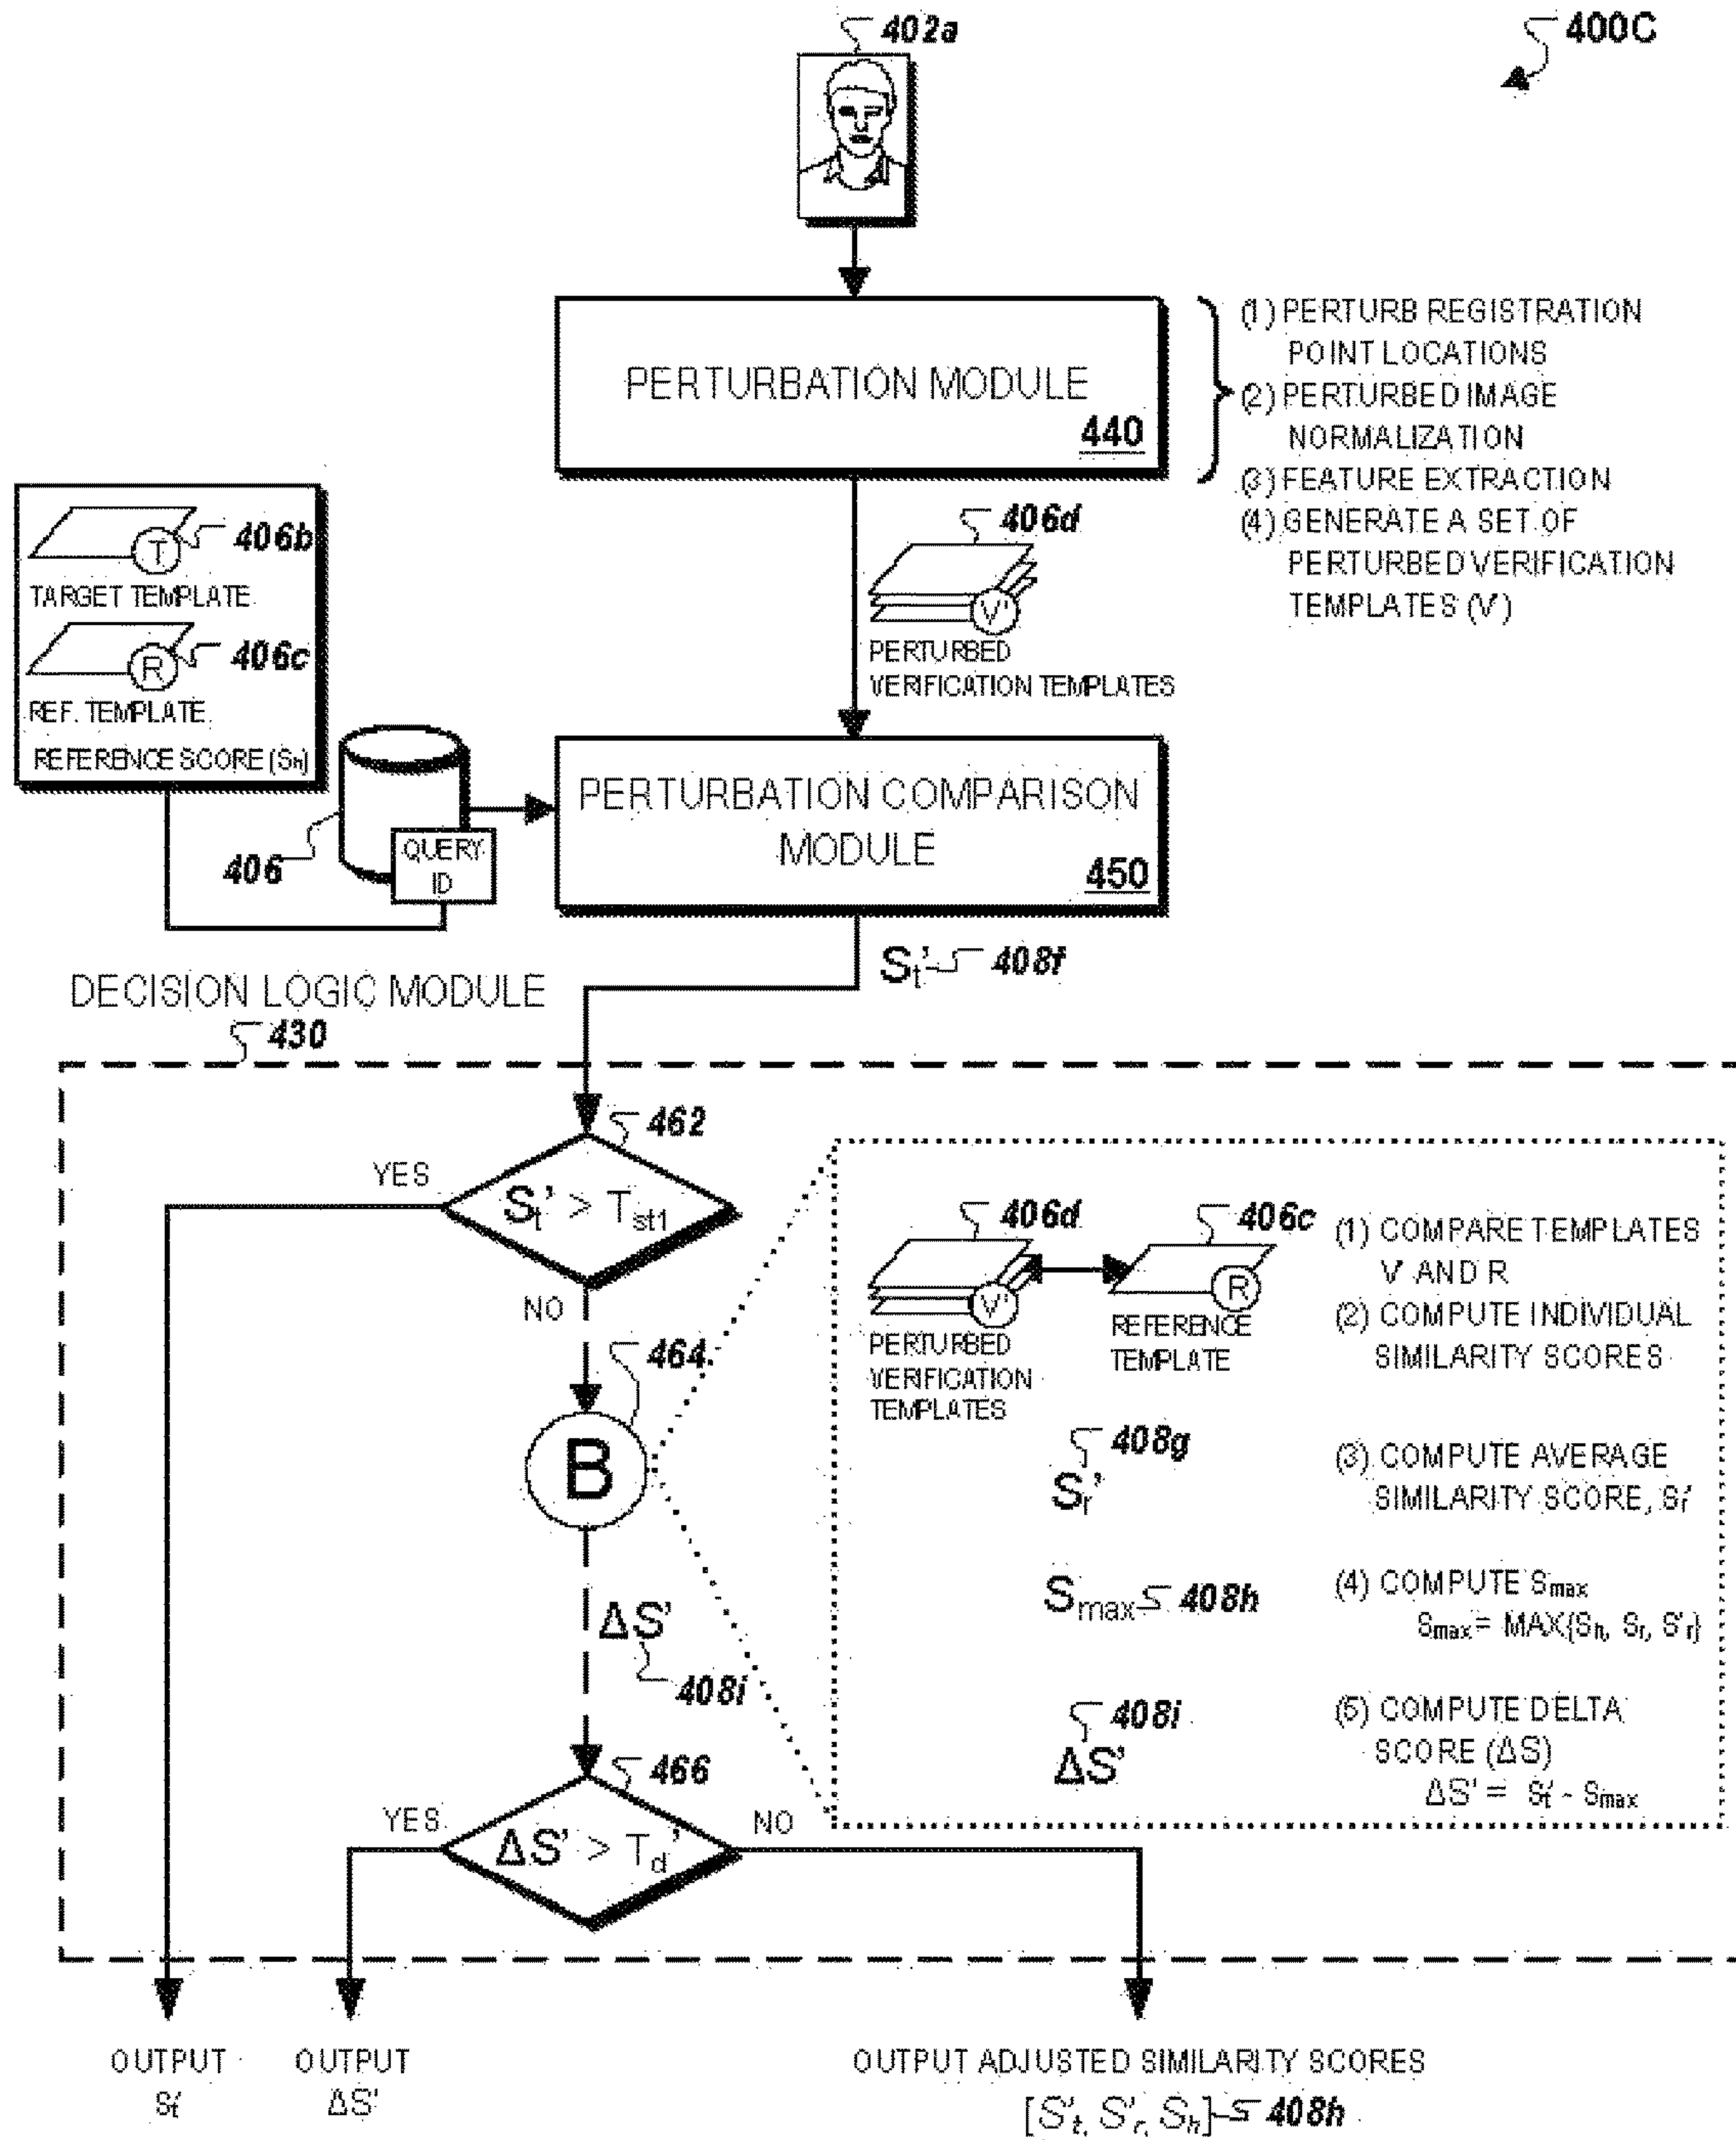 402a
400C
PERTURBATION MODULE
440
(1) PERTURB REGISTRATION
POINT LOCATIONS
(2) PERTURBED IMAGE
NORMALIZATION
(3) FEATURE EXTRACTION
(4) GENERATE A SET OF
PERTURBED VERIFICATION
TEMPLATES (V')
T
406b
TARGET TEMPLATE
R
406c
REF. TEMPLATE
REFERENCE SCORE (Sh)
406d
V'
PERTURBED
VERIFICATION TEMPLATES
406
QUERY
ID
PERTURBATION COMPARISON
MODULE
450
St' 408f
DECISION LOGIC MODULE
430
462
YES
St' > Tst1
NO
464
B
ΔS'
408i
466
YES
ΔS' > Td'
NO
406d
V'
PERTURBED
VERIFICATION
TEMPLATES
406c
R
REFERENCE
TEMPLATE
(1) COMPARE TEMPLATES
V' AND R
(2) COMPUTE INDIVIDUAL
SIMILARITY SCORES
408g
Sr'
(3) COMPUTE AVERAGE
SIMILARITY SCORE, Sr'
Smax 408h
(4) COMPUTE Smax
Smax = MAX{Sh, Sr, S'r}
408i
ΔS'
(5) COMPUTE DELTA
SCORE (ΔS)
ΔS' = St' - Smax
OUTPUT
St'
OUTPUT
ΔS'
OUTPUT ADJUSTED SIMILARITY SCORES
[S't, S'r, Sh] 408h